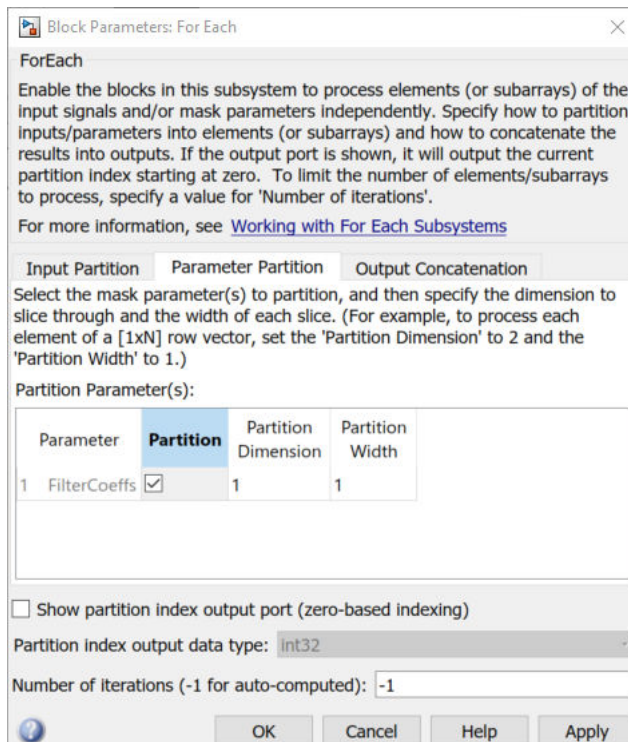 Block Parameters: For Each
ForEach
Enable the blocks in this subsystem to process elements (or subarrays) of the
input signals and/or mask parameters independently. Specify how to partition
inputs/parameters into elements (or subarrays) and how to concatenate the
results into outputs. If the output port is shown, it will output the current
partition index starting at zero. To limit the number of elements/subarrays
to process, specify a value for 'Number of iterations'.
For more information, see Working with For Each Subsystems
Input Partition Parameter Partition Output Concatenation
Select the mask parameter(s) to partition, and then specify the dimension to
slice through and the width of each slice. (For example, to process each
element of a [1xN] row vector, set the 'Partition Dimension' to 2 and the
'Partition Width' to 1.)
Partition Parameter(s):
Parameter Partition Partition Dimension Partition Width
1 FilterCoeffs 1 1
Show partition index output port (zero-based indexing)
Partition index output data type: int32
Number of iterations (-1 for auto-computed): -1
OK Cancel Help Apply